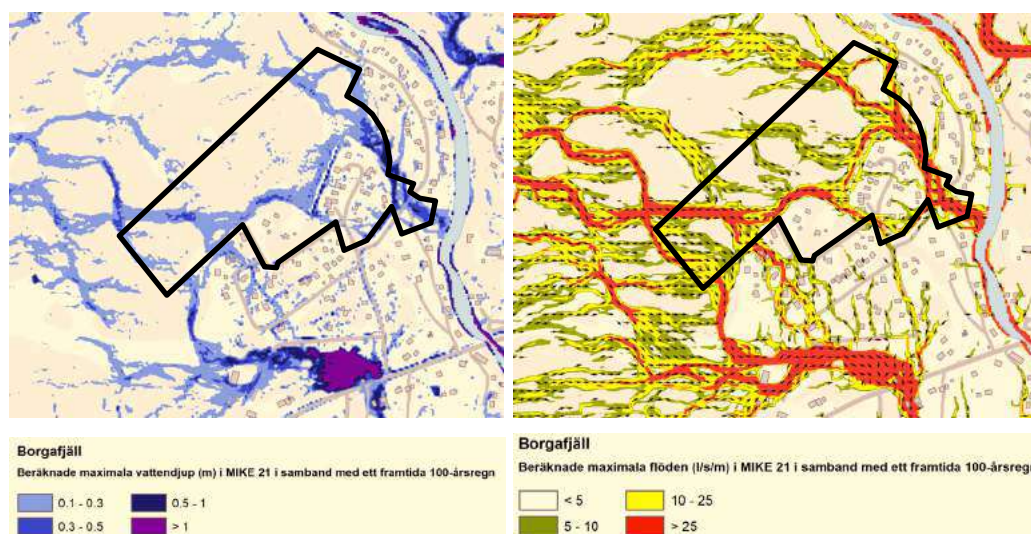 Borgafjäll
Beräknade maximala vattendjup (m) i MIKE 21 i samband med ett framtida 100-årsregn
0.1 - 0.3 0.5 - 1
0.3 - 0.5 > 1
Borgafjäll
Beräknade maximala flöden (l/s/m) i MIKE 21 i samband med ett framtida 100-årsregn
< 5 10 - 25
5 - 10 > 25